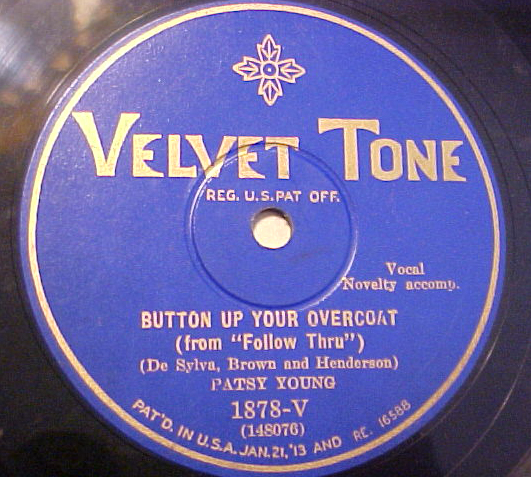 VELVET TONE
REG. U.S. PAT OFF.
Vocal
Novelty accomp.
BUTTON UP YOUR OVERCOAT
(from "Follow Thru")
(De Sylva, Brown and Henderson)
PATSY YOUNG
1878-V
(148076)
PAT'D. IN U.S.A. JAN. 21, '13 AND RE. 16588